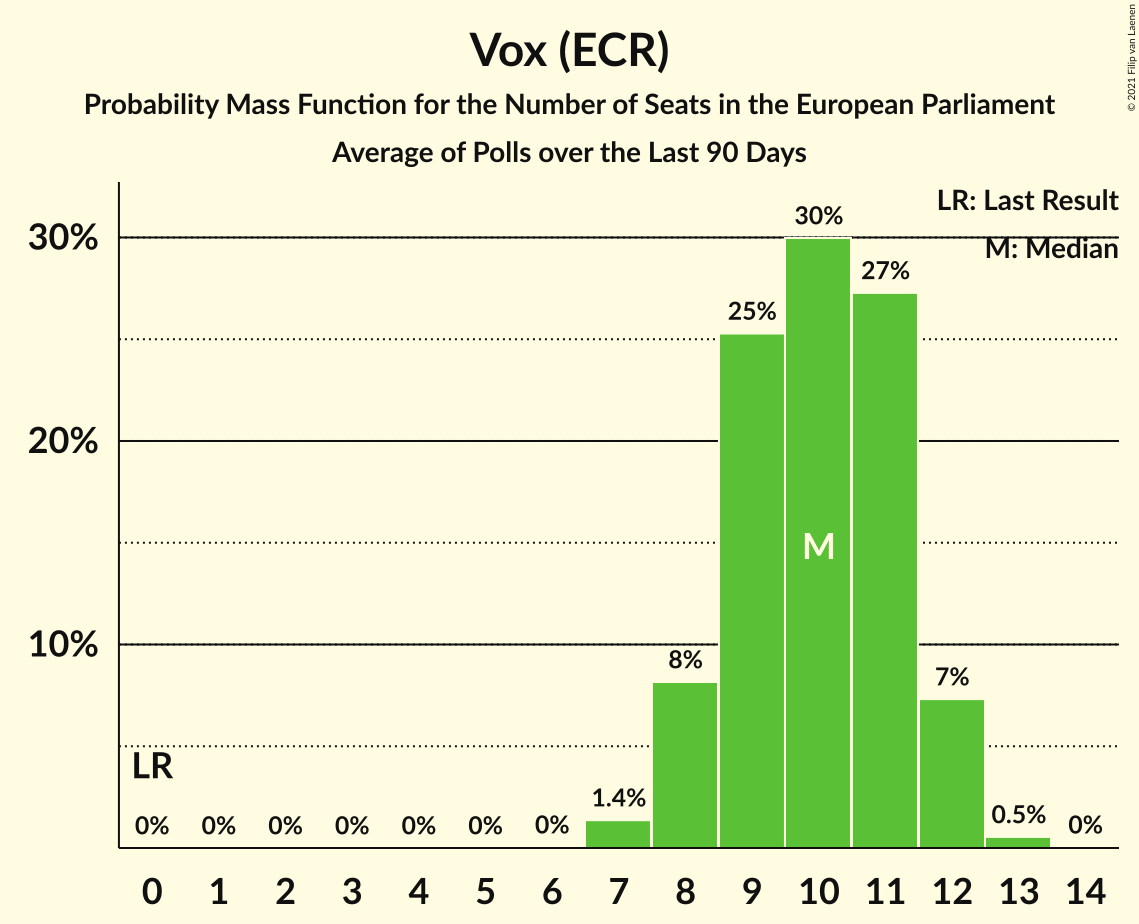 Vox (ECR)
Probability Mass Function for the Number of Seats in the European Parliament
Average of Polls over the Last 90 Days
© 2021 Filip van Laenen
LR: Last Result
M: Median
30%
20%
10%
30%
27%
25%
M
8%
7%
LR
1.4%
0.5%
0% 0% 0% 0% 0% 0% 0% 0%
0 1 2 3 4 5 6 7 8 9 10 11 12 13 14